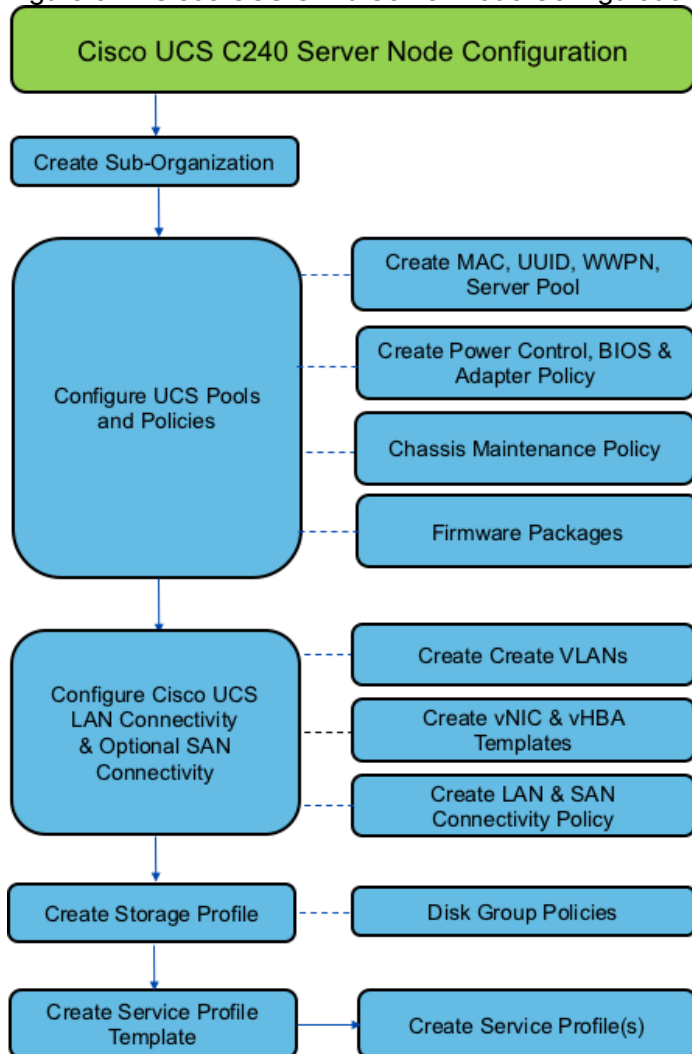 Cisco UCS C240 Server Node Configuration
Create Sub-Organization
Configure UCS Pools
and Policies
Create MAC, UUID, WWPN,
Server Pool
Create Power Control, BIOS &
Adapter Policy
Chassis Maintenance Policy
Firmware Packages
Configure Cisco UCS
LAN Connectivity
& Optional SAN
Connectivity
Create Create VLANs
Create vNIC & vHBA
Templates
Create LAN & SAN
Connectivity Policy
Create Storage Profile
Disk Group Policies
Create Service Profile
Template
Create Service Profile(s)